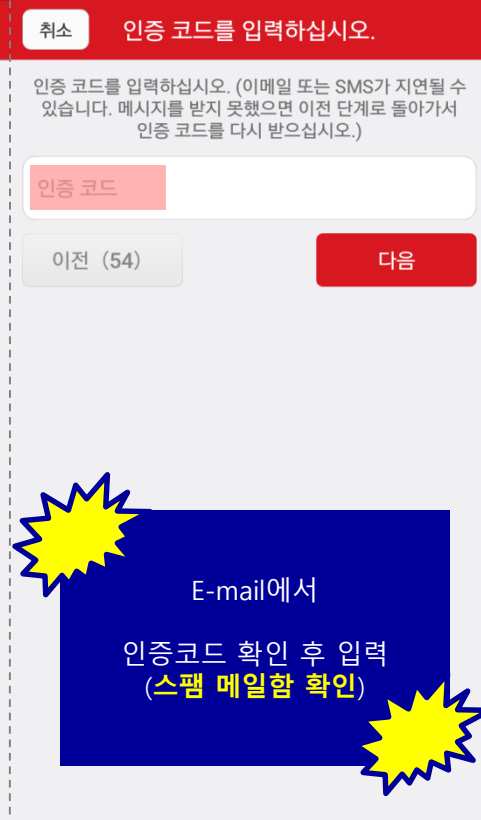 취소
인증 코드를 입력하십시오.
인증 코드를 입력하십시오. (이메일 또는 SMS가 지연될 수
있습니다. 메시지를 받지 못했으면 이전 단계로 돌아가서
인증 코드를 다시 받으십시오.)
인증 코드
이전 (54)
다음
E-mail에서
인증코드 확인 후 입력
(스팸 메일함 확인)